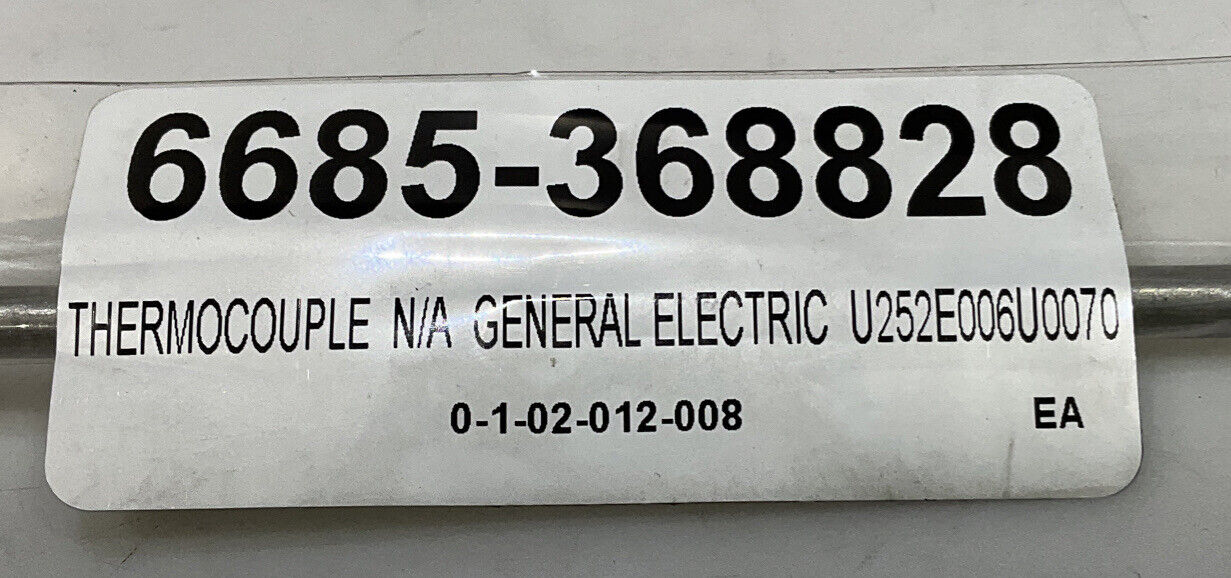 6685-368828
THERMOCOUPLE N/A GENERAL ELECTRIC U252E006U0070
0-1-02-012-008 EA